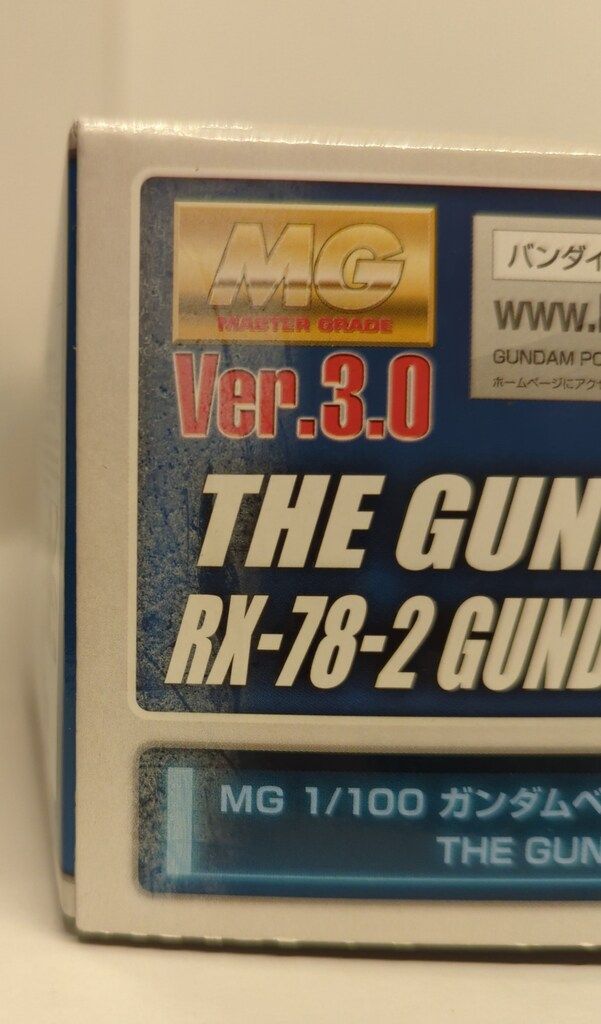 MG
MASTER GRADE
Ver.3.0
バンダイ
www.
GUNDAM PO
ホームページにアクセ
THE GUN
RX-78-2 GUND
MG 1/100 ガンダムベ
THE GUN